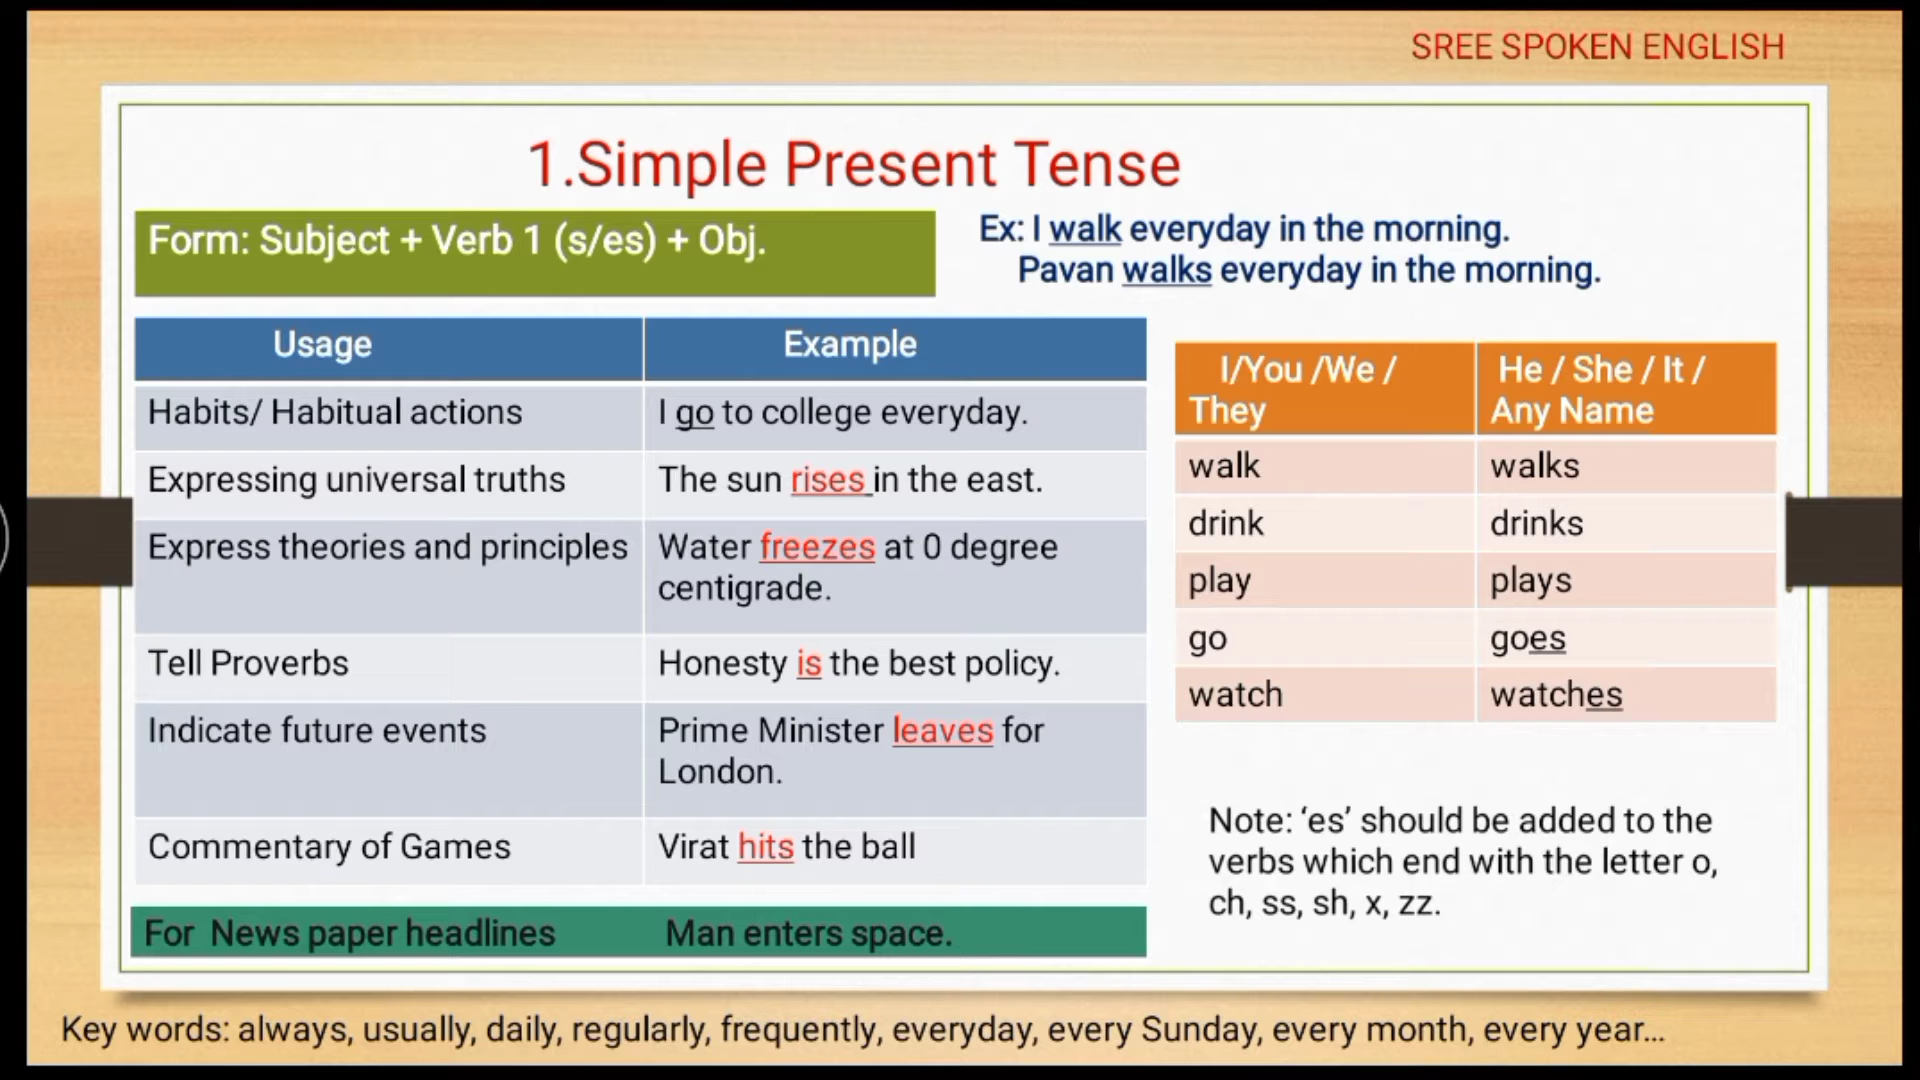 SREE SPOKEN ENGLISH
1.Simple Present Tense
Form: Subject + Verb 1 (s/es) + Obj.
Ex: I walk everyday in the morning.
Pavan walks everyday in the morning.
Usage Example
Habits/ Habitual actions I go to college everyday.
Expressing universal truths The sun rises in the east.
Express theories and principles Water freezes at 0 degree
centigrade.
Tell Proverbs Honesty is the best policy.
Indicate future events Prime Minister leaves for
London.
Commentary of Games Virat hits the ball
For News paper headlines Man enters space.
I/You /We / He / She / It /
They Any Name
walk walks
drink drinks
play plays
go goes
watch watches
Note: ‘es’ should be added to the
verbs which end with the letter o,
ch, ss, sh, x, zz.
Key words: always, usually, daily, regularly, frequently, everyday, every Sunday, every month, every year...